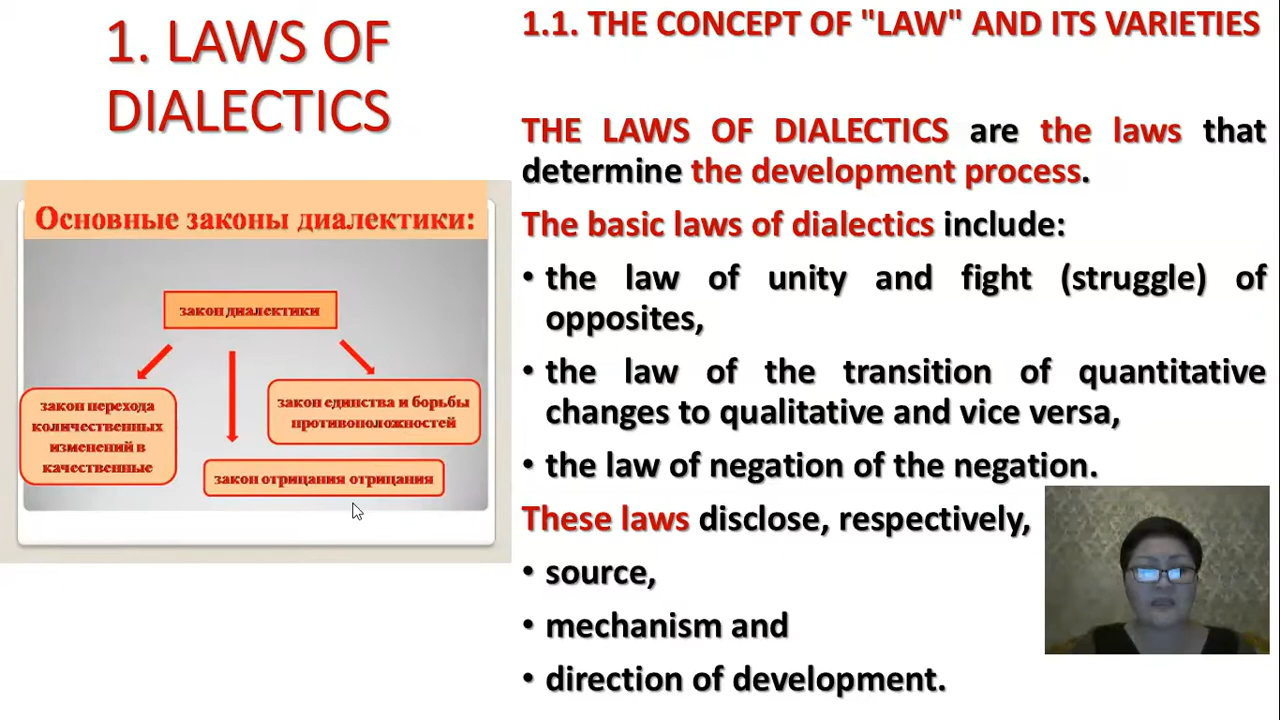 1. LAWS OF
DIALECTICS
Основные законы диалектики:
закон диалектики
закон перехода
количественных
изменений в
качественные
закон единства и борьбы
противоположностей
закон отрицания отрицания
1.1. THE CONCEPT OF "LAW" AND ITS VARIETIES
THE LAWS OF DIALECTICS are the laws that
determine the development process.
The basic laws of dialectics include:
• the law of unity and fight (struggle) of
opposites,
• the law of the transition of quantitative
changes to qualitative and vice versa,
• the law of negation of the negation.
These laws disclose, respectively,
• source,
• mechanism and
• direction of development.